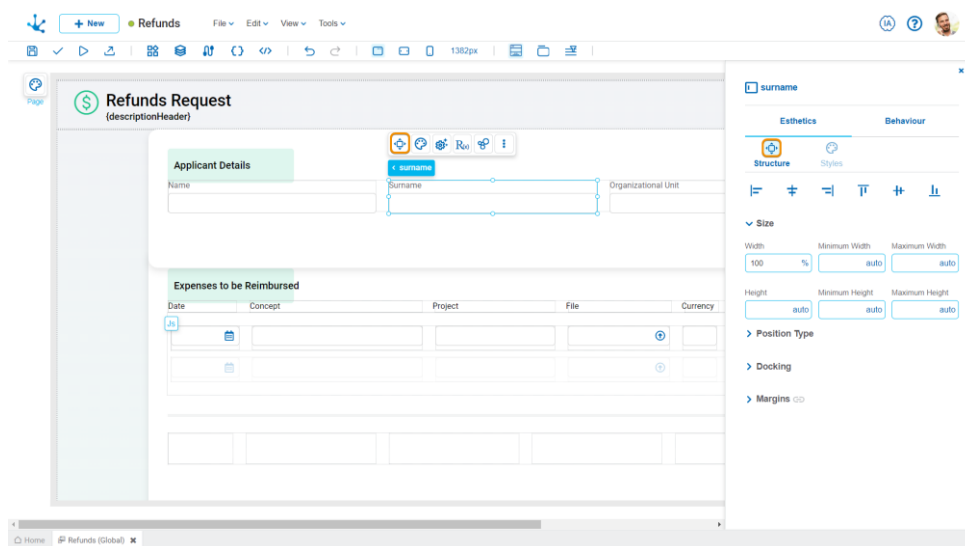 + New
Refunds
File
Edit
View
Tools
IA
?
1382px
Page
Refunds Request
{descriptionHeader}
R(x)
Applicant Details
< surname
Name
Surname
Organizational Unit
Expenses to be Reimbursed
Date
Concept
Project
File
Currency
Js
surname
Esthetics
Behaviour
Structure
Styles
Size
Width
Minimum Width
Maximum Width
100 %
auto
auto
Height
Minimum Height
Maximum Height
auto
auto
auto
Position Type
Docking
Margins
Home
Refunds (Global)